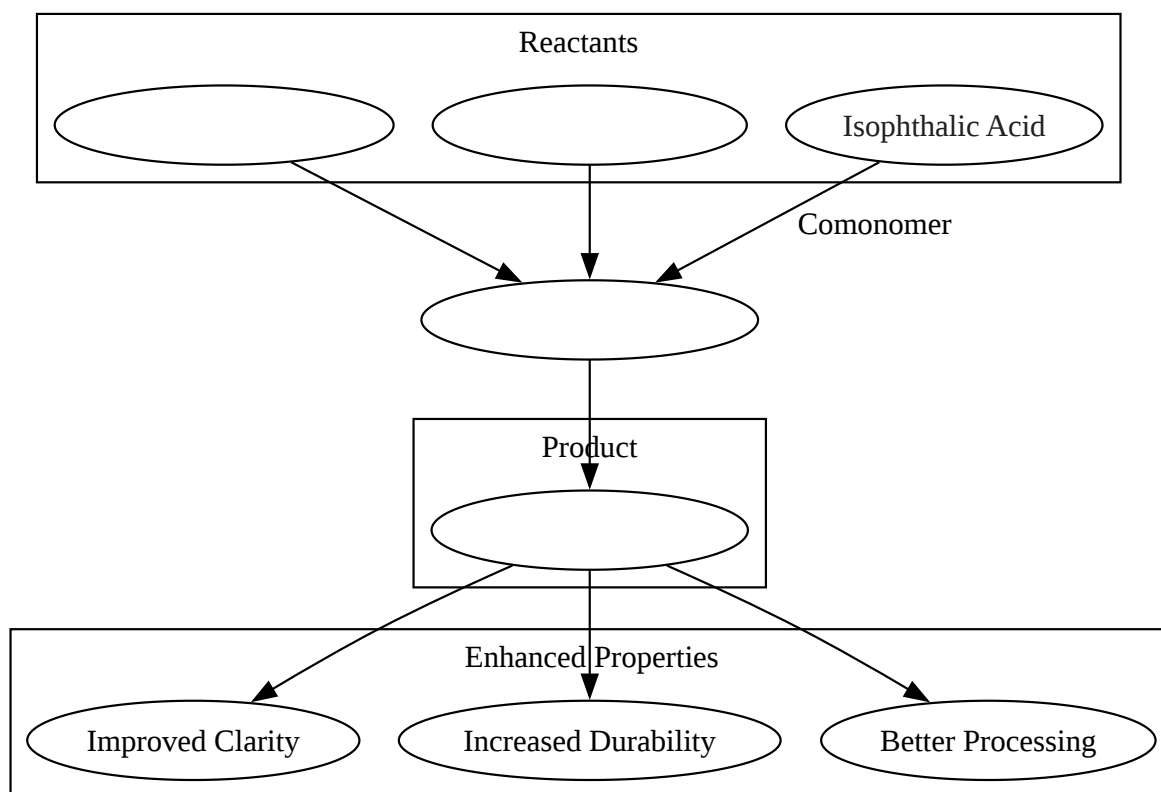 Reactants
Isophthalic Acid
Comonomer
Product
Enhanced Properties
Improved Clarity
Increased Durability
Better Processing